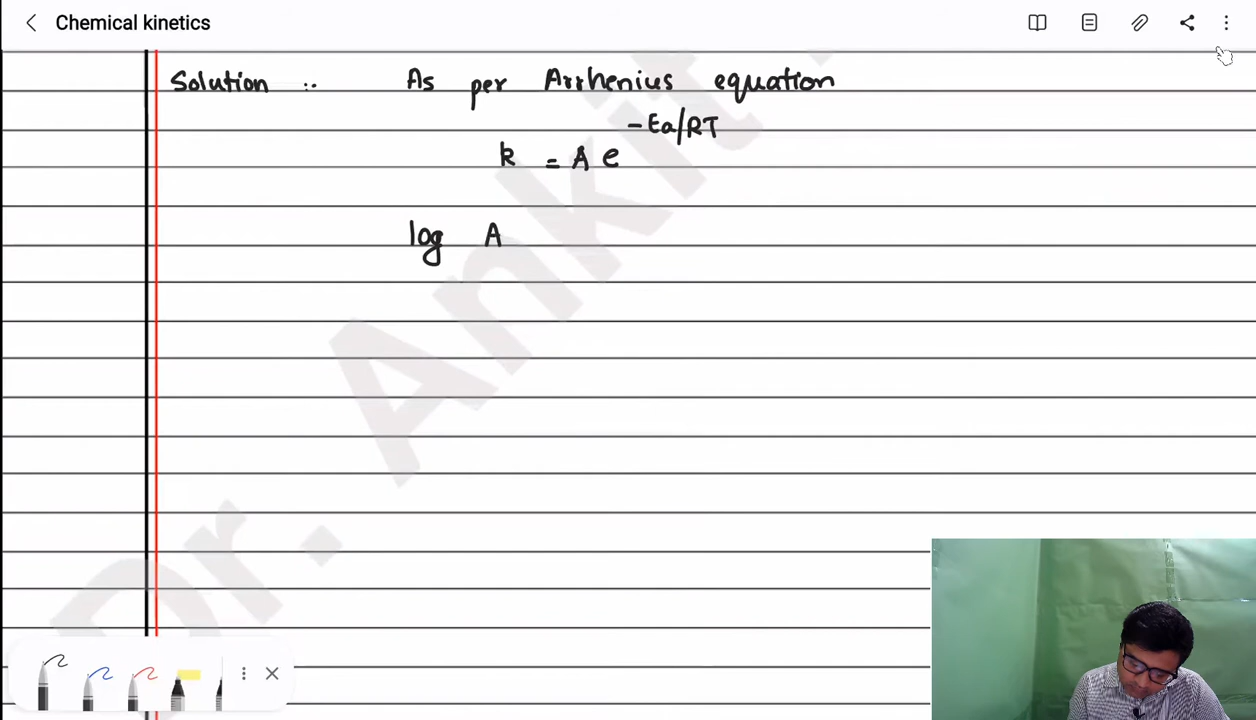 Chemical kinetics
Solution :- As per Arrhenius equation
k = A e^-Ea/RT
log A
Dr. Ankit